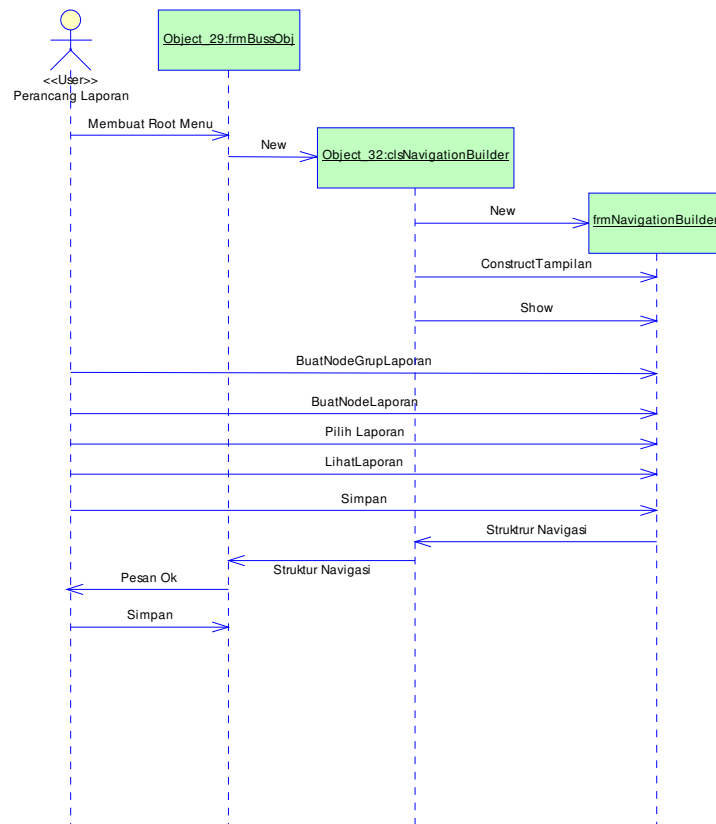 Object_29:frmBussObj
<<User>>
Perancang Laporan
Membuat Root Menu
New
Object_32:clsNavigationBuilder
New
frmNavigationBuilder
ConstructTampilan
Show
BuatNodeGrupLaporan
BuatNodeLaporan
Pilih Laporan
LihatLaporan
Simpan
Struktrur Navigasi
Struktur Navigasi
Pesan Ok
Simpan